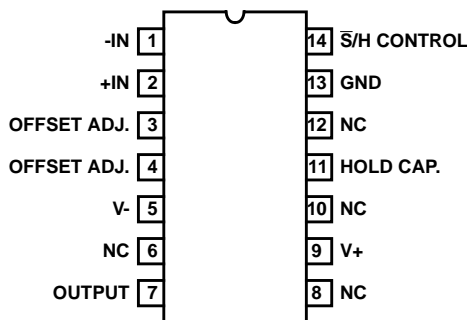 -IN 1 14 S̅/H CONTROL
+IN 2 13 GND
OFFSET ADJ. 3 12 NC
OFFSET ADJ. 4 11 HOLD CAP.
V- 5 10 NC
NC 6 9 V+
OUTPUT 7 8 NC